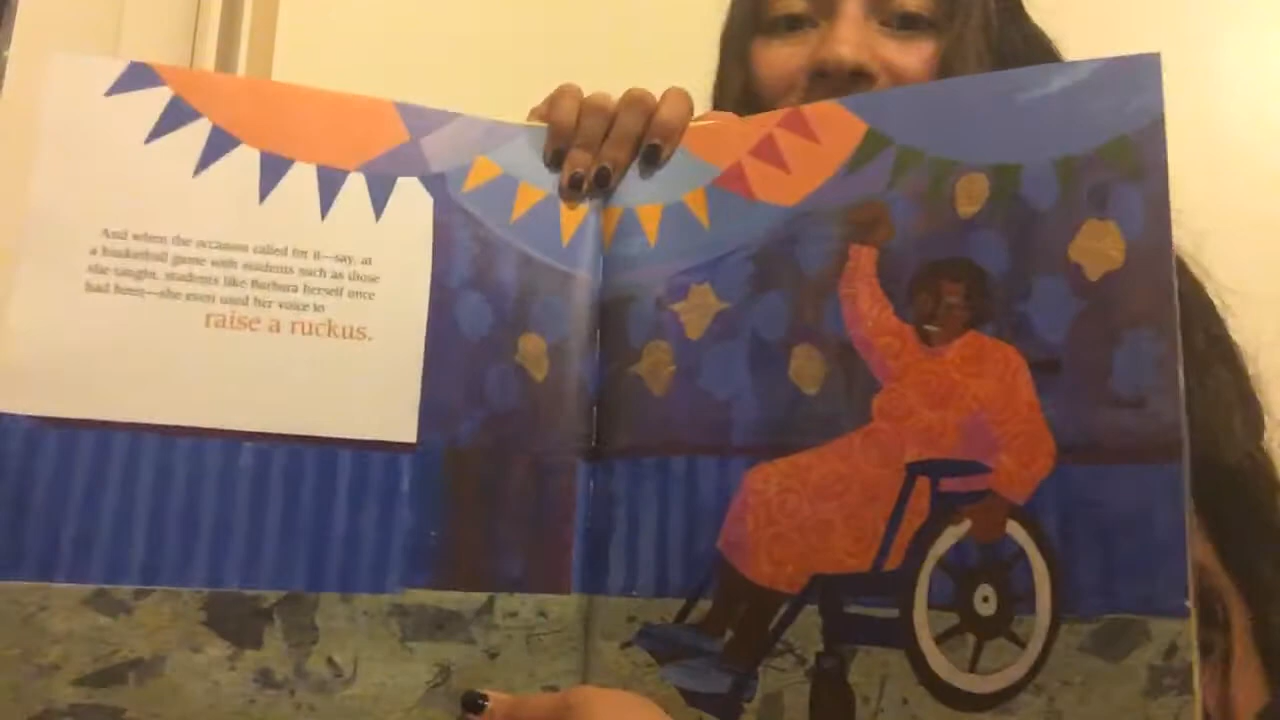 And when the occasion called for it—say, at
a basketball game with students such as those
she taught, students like Barbara herself once
had been—she even used her voice to
raise a ruckus.